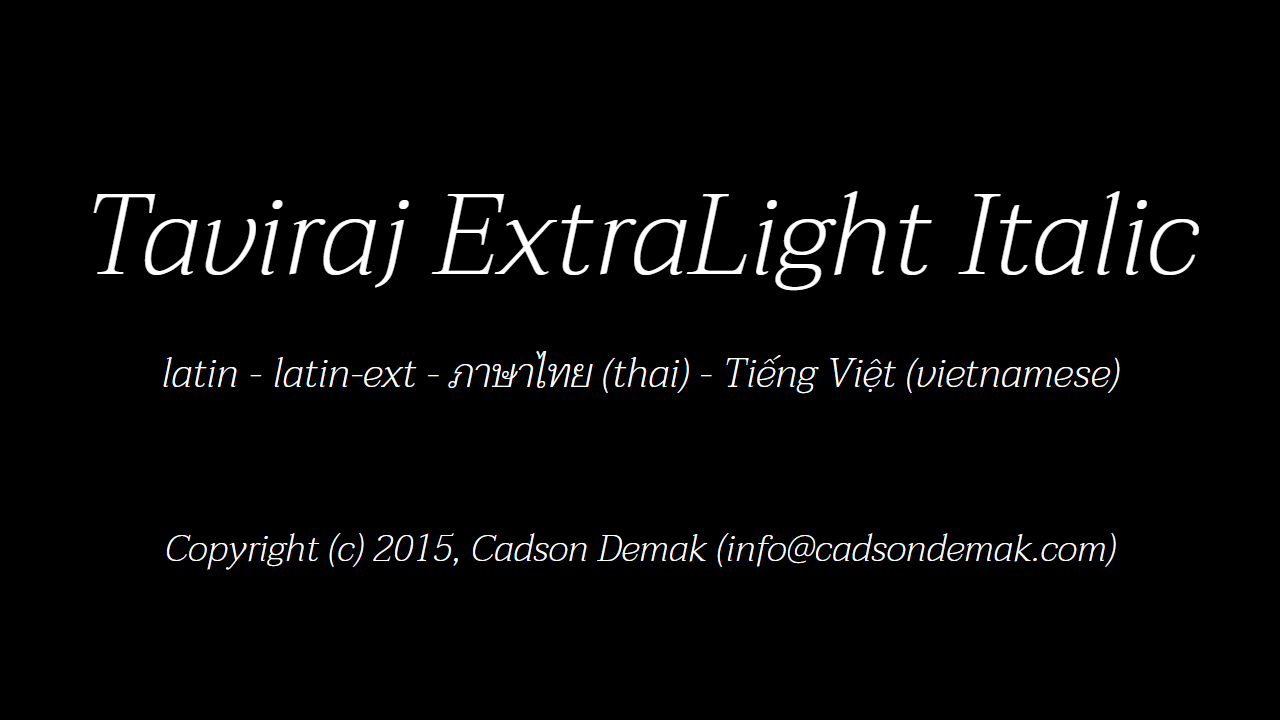 Taviraj ExtraLight Italic
latin - latin-ext - ภาษาไทย (thai) - Tiếng Việt (vietnamese)
Copyright (c) 2015, Cadson Demak (info@cadsondemak.com)